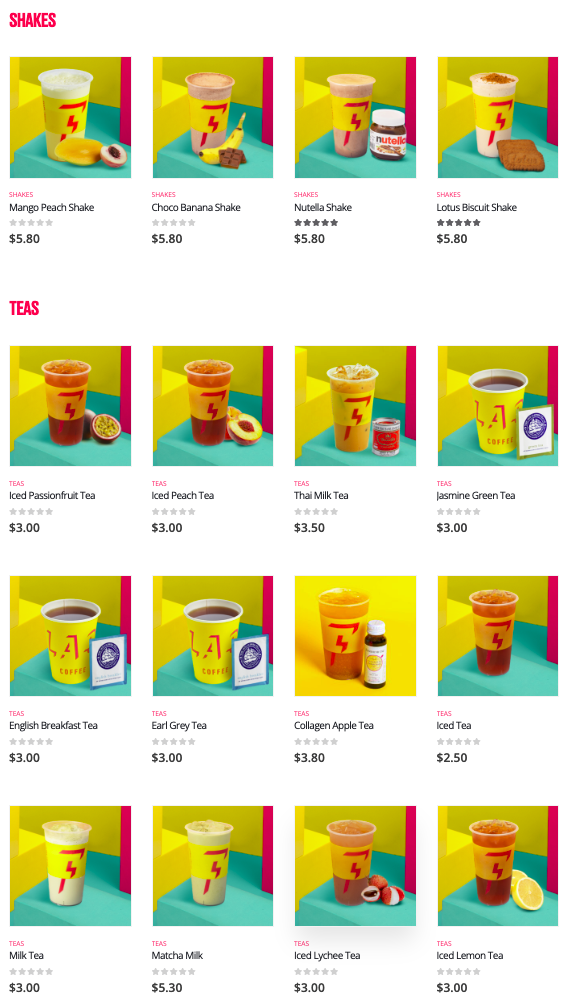 SHAKES
nutella
SHAKES
Mango Peach Shake
$5.80
SHAKES
Choco Banana Shake
$5.80
SHAKES
Nutella Shake
$5.80
SHAKES
Lotus Biscuit Shake
$5.80
TEAS
COFFEE
TEAS
Iced Passionfruit Tea
$3.00
TEAS
Iced Peach Tea
$3.00
TEAS
Thai Milk Tea
$3.50
TEAS
Jasmine Green Tea
$3.00
COFFEE
COFFEE
TEAS
English Breakfast Tea
$3.00
TEAS
Earl Grey Tea
$3.00
TEAS
Collagen Apple Tea
$3.80
TEAS
Iced Tea
$2.50
TEAS
Milk Tea
$3.00
TEAS
Matcha Milk
$5.30
TEAS
Iced Lychee Tea
$3.00
TEAS
Iced Lemon Tea
$3.00